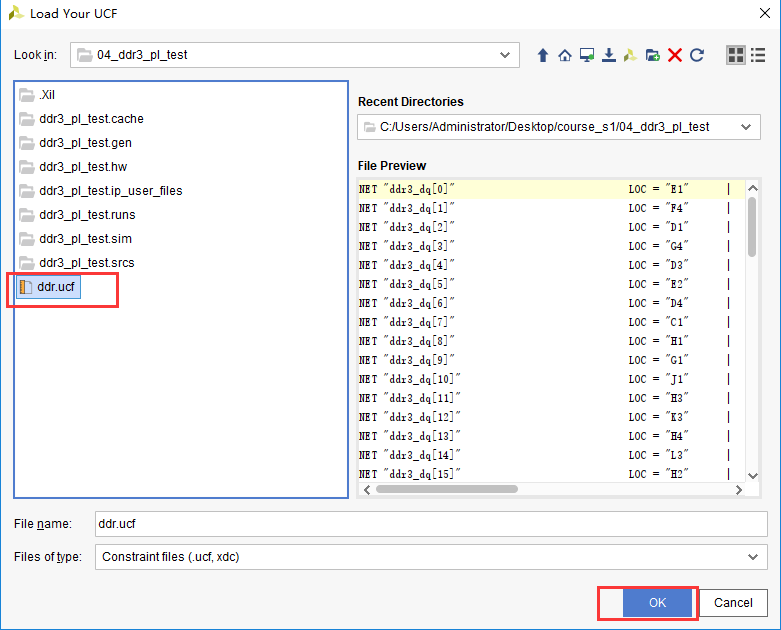 Load Your UCF
Look in: 04_ddr3_pl_test
.Xil
ddr3_pl_test.cache
ddr3_pl_test.gen
ddr3_pl_test.hw
ddr3_pl_test.ip_user_files
ddr3_pl_test.runs
ddr3_pl_test.sim
ddr3_pl_test.srcs
ddr.ucf
Recent Directories
C:/Users/Administrator/Desktop/course_s1/04_ddr3_pl_test
File Preview
NET "ddr3_dq[0]" LOC = "E1" |
NET "ddr3_dq[1]" LOC = "F4" |
NET "ddr3_dq[2]" LOC = "D1" |
NET "ddr3_dq[3]" LOC = "G4" |
NET "ddr3_dq[4]" LOC = "D3" |
NET "ddr3_dq[5]" LOC = "E2" |
NET "ddr3_dq[6]" LOC = "D4" |
NET "ddr3_dq[7]" LOC = "C1" |
NET "ddr3_dq[8]" LOC = "H1" |
NET "ddr3_dq[9]" LOC = "G1" |
NET "ddr3_dq[10]" LOC = "J1" |
NET "ddr3_dq[11]" LOC = "H3" |
NET "ddr3_dq[12]" LOC = "K3" |
NET "ddr3_dq[13]" LOC = "H4" |
NET "ddr3_dq[14]" LOC = "L3" |
NET "ddr3_dq[15]" LOC = "H2" |
File name: ddr.ucf
Files of type: Constraint files (.ucf, xdc)
OK Cancel